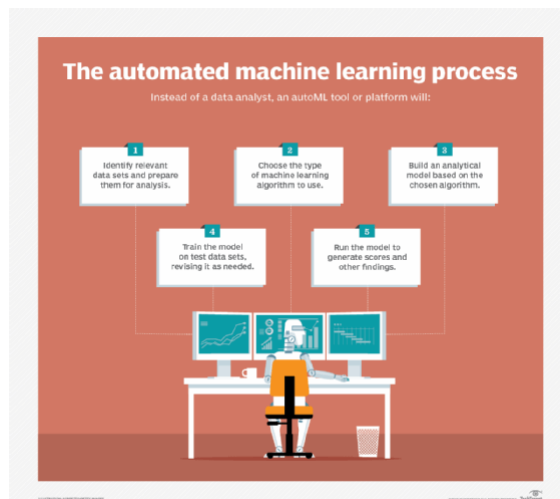 The automated machine learning process
Instead of a data analyst, an autoML tool or platform will:
1
Identify relevant
data sets and prepare
them for analysis.
2
Choose the type
of machine learning
algorithm to use.
3
Build an analytical
model based on the
chosen algorithm.
4
Train the model
on test data sets,
revising it as needed.
5
Run the model to
generate scores and
other findings.